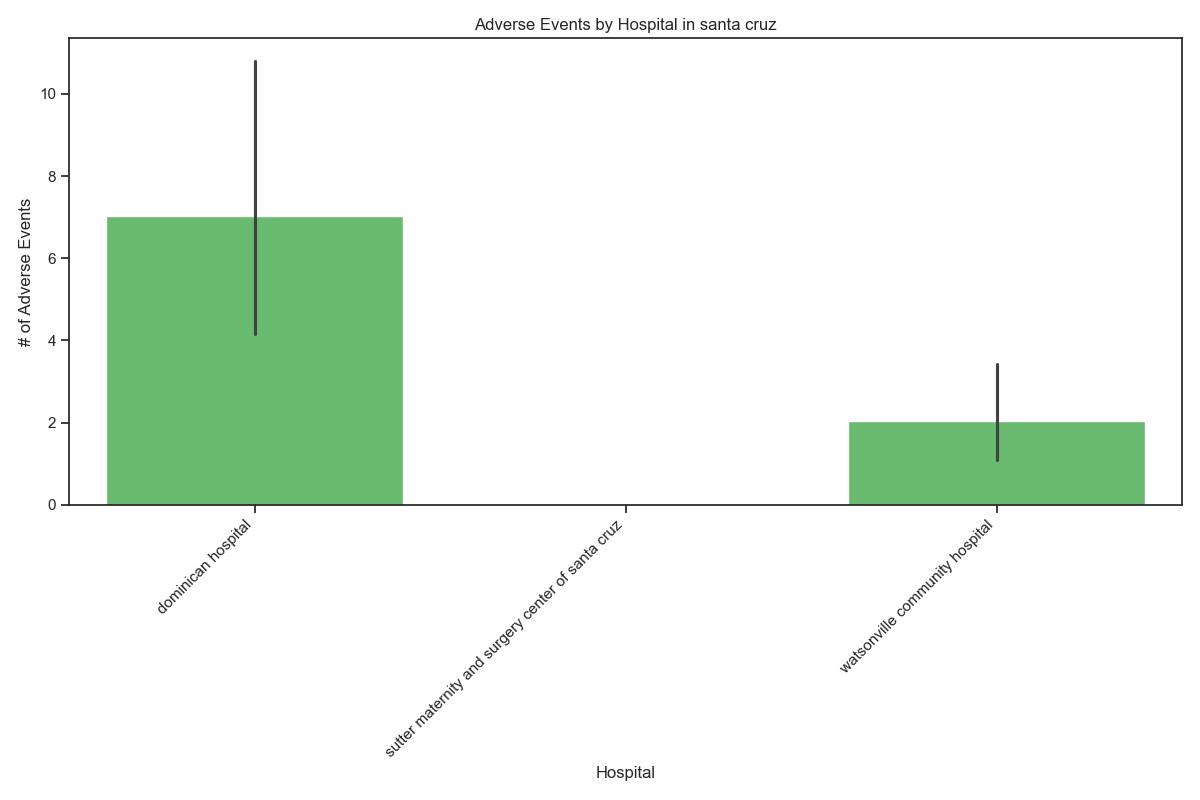 Adverse Events by Hospital in santa cruz
# of Adverse Events
10
8
6
4
2
0
dominican hospital
sutter maternity and surgery center of santa cruz
watsonville community hospital
Hospital